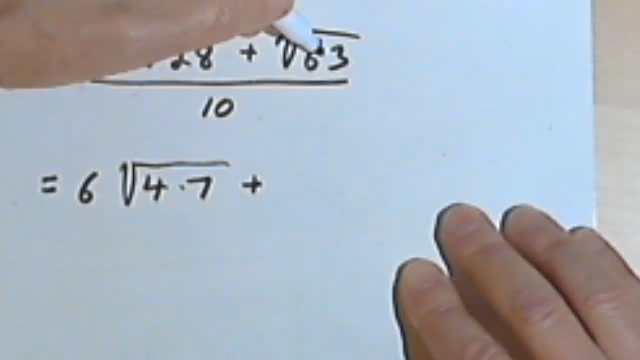 28 + √63
10
= 6 √4·7 +